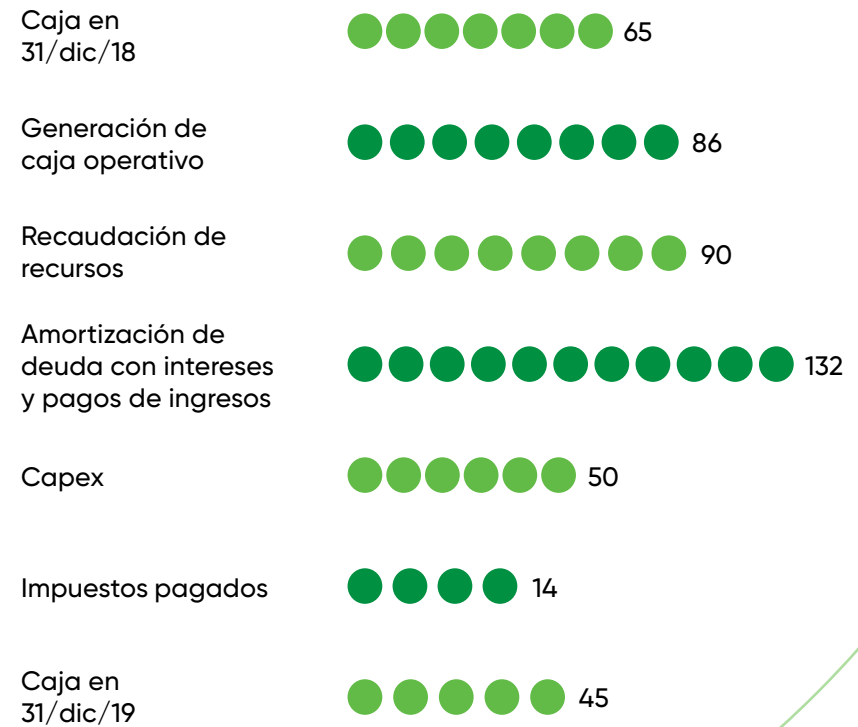 Caja en
31/dic/18
65
Generación de
caja operativo
86
Recaudación de
recursos
90
Amortización de
deuda con intereses
y pagos de ingresos
132
Capex
50
Impuestos pagados
14
Caja en
31/dic/19
45